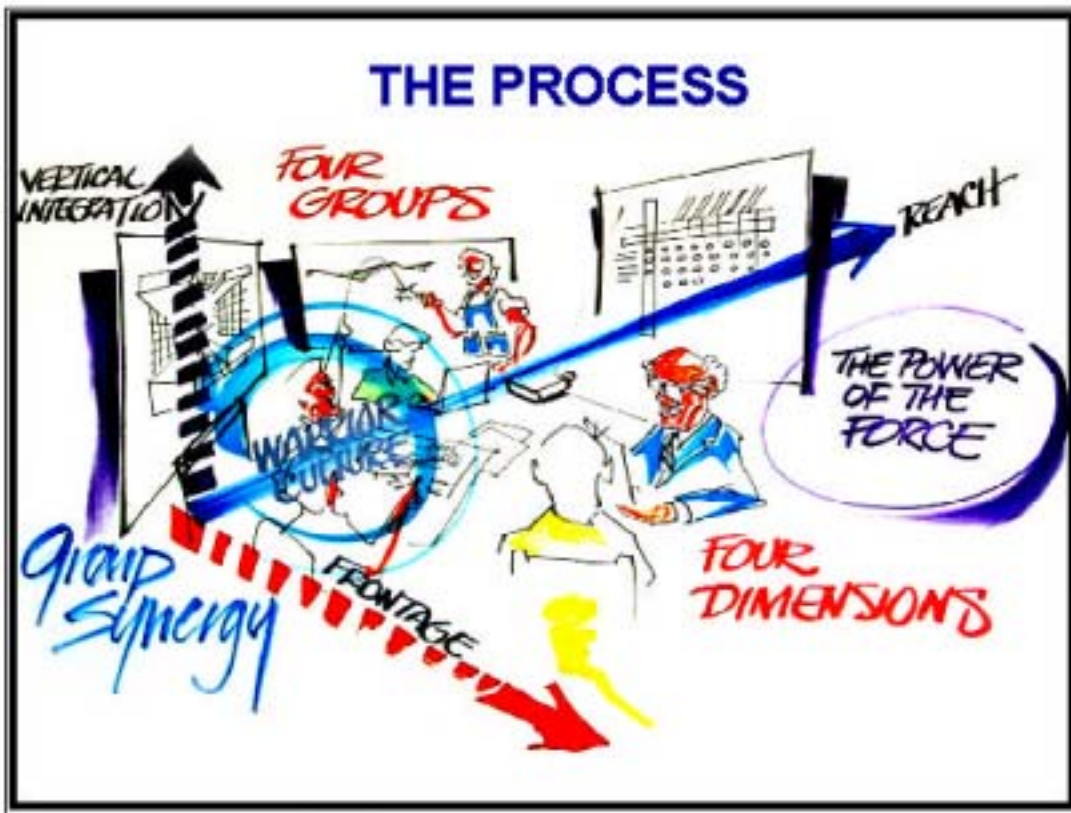 THE PROCESS
VERTICAL
INTEGRATION
FOUR
GROUPS
REACH
THE POWER
OF THE
FORCE
WARRIOR
CULTURE
group
synergy
FRONTAGE
FOUR
DIMENSIONS